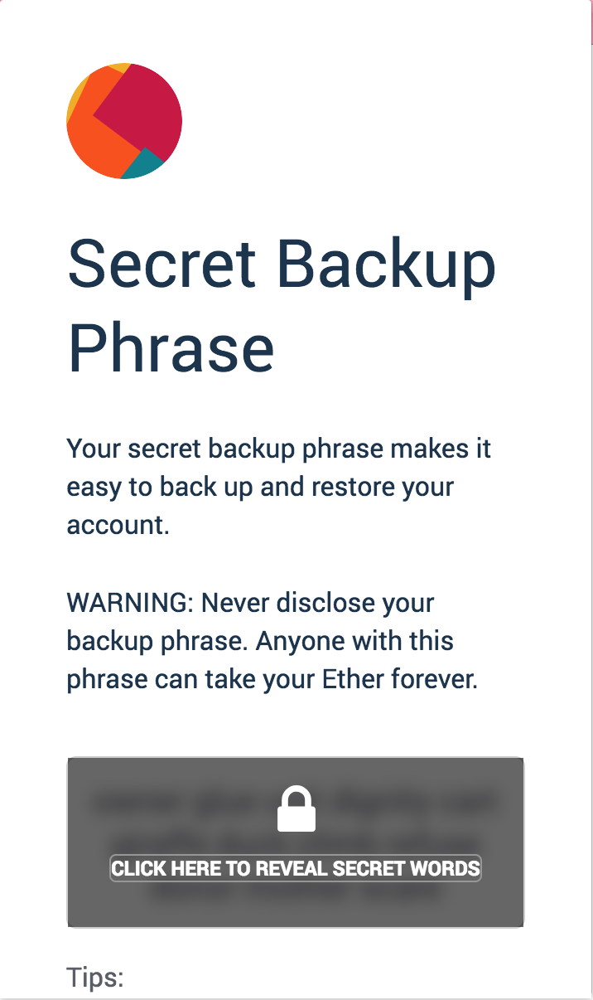 Secret Backup
Phrase
Your secret backup phrase makes it
easy to back up and restore your
account.
WARNING: Never disclose your
backup phrase. Anyone with this
phrase can take your Ether forever.
CLICK HERE TO REVEAL SECRET WORDS
Tips: